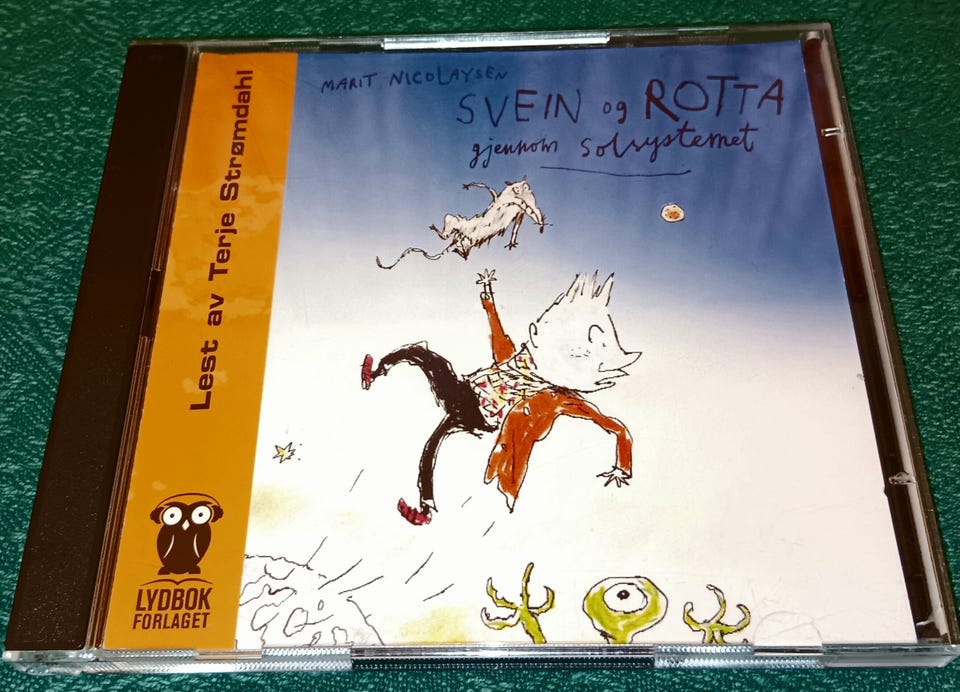 MARIT NICOLAYSEN
SVEIN og ROTTA
gjennom solsystemet
Lest av Terje Strømdahl
LYDBOK
FORLAGET